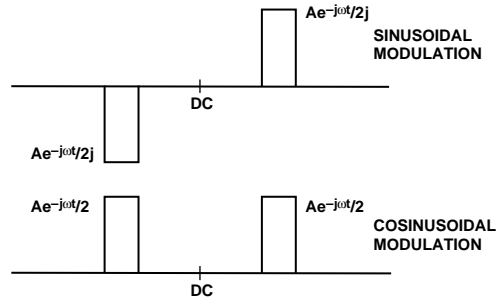 Ae–jωt/2j
SINUSOIDAL
MODULATION
DC
Ae–jωt/2j
Ae–jωt/2
Ae–jωt/2
COSINUSOIDAL
MODULATION
DC